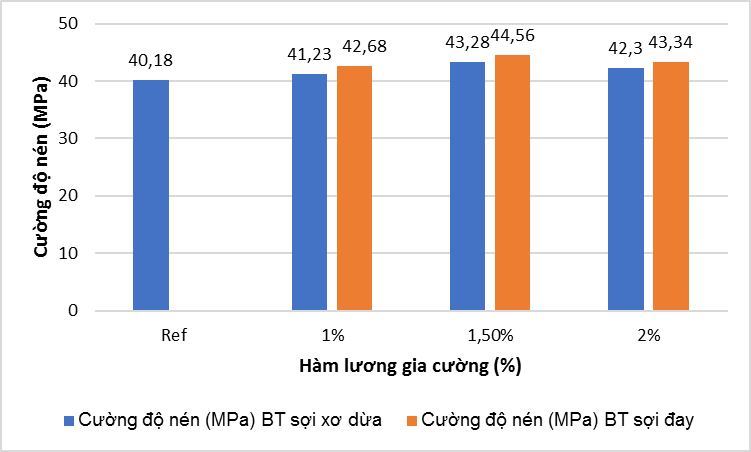 50
40
30
20
10
0
Cường độ nén (MPa)
40,18
41,23 42,68
43,28 44,56
42,3 43,34
Ref 1% 1,50% 2%
Hàm lương gia cường (%)
Cường độ nén (MPa) BT sợi xơ dừa Cường độ nén (MPa) BT sợi đay